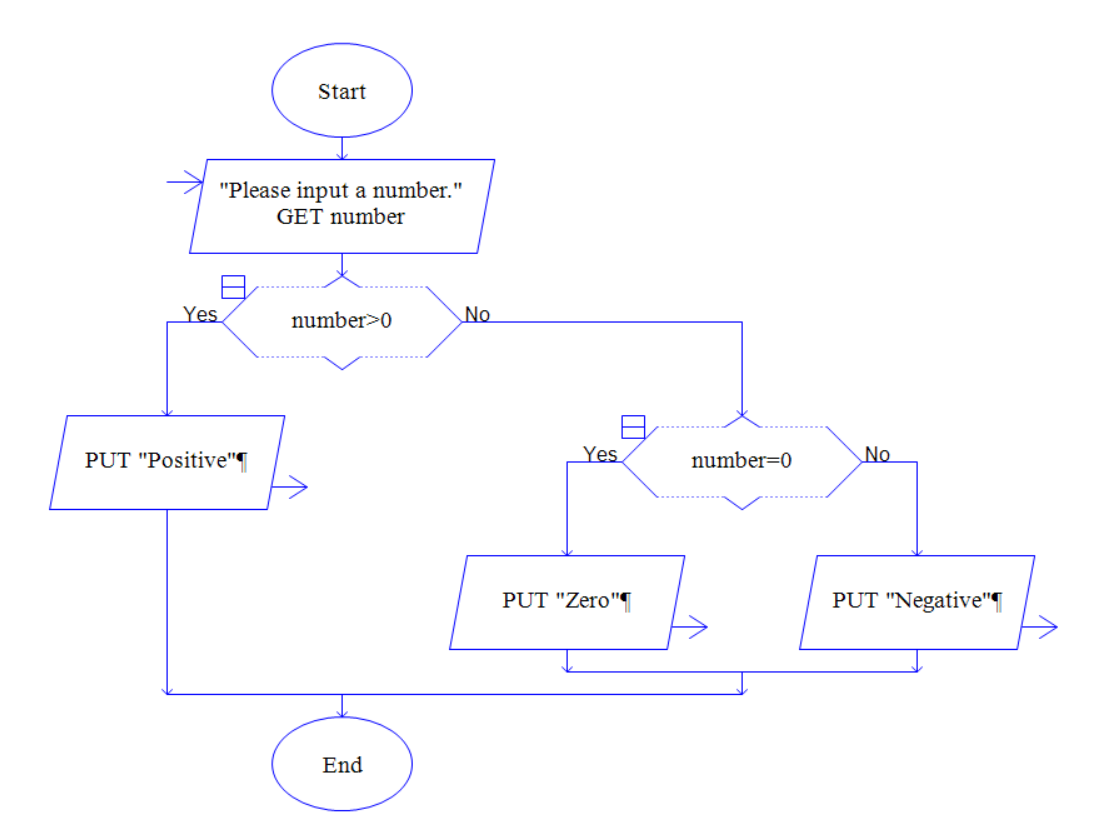 Start
"Please input a number."
GET number
Yes
number>0
No
PUT "Positive"¶
Yes
number=0
No
PUT "Zero"¶
PUT "Negative"¶
End